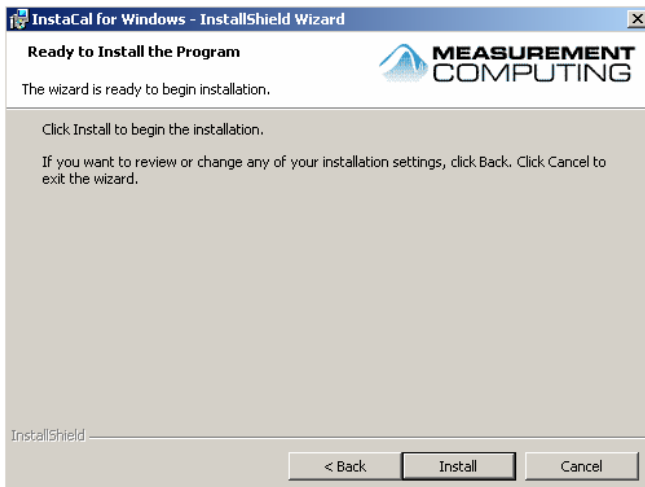 InstaCal for Windows - InstallShield Wizard
Ready to Install the Program
The wizard is ready to begin installation.
MEASUREMENT
COMPUTING
Click Install to begin the installation.
If you want to review or change any of your installation settings, click Back. Click Cancel to
exit the wizard.
InstallShield
< Back
Install
Cancel